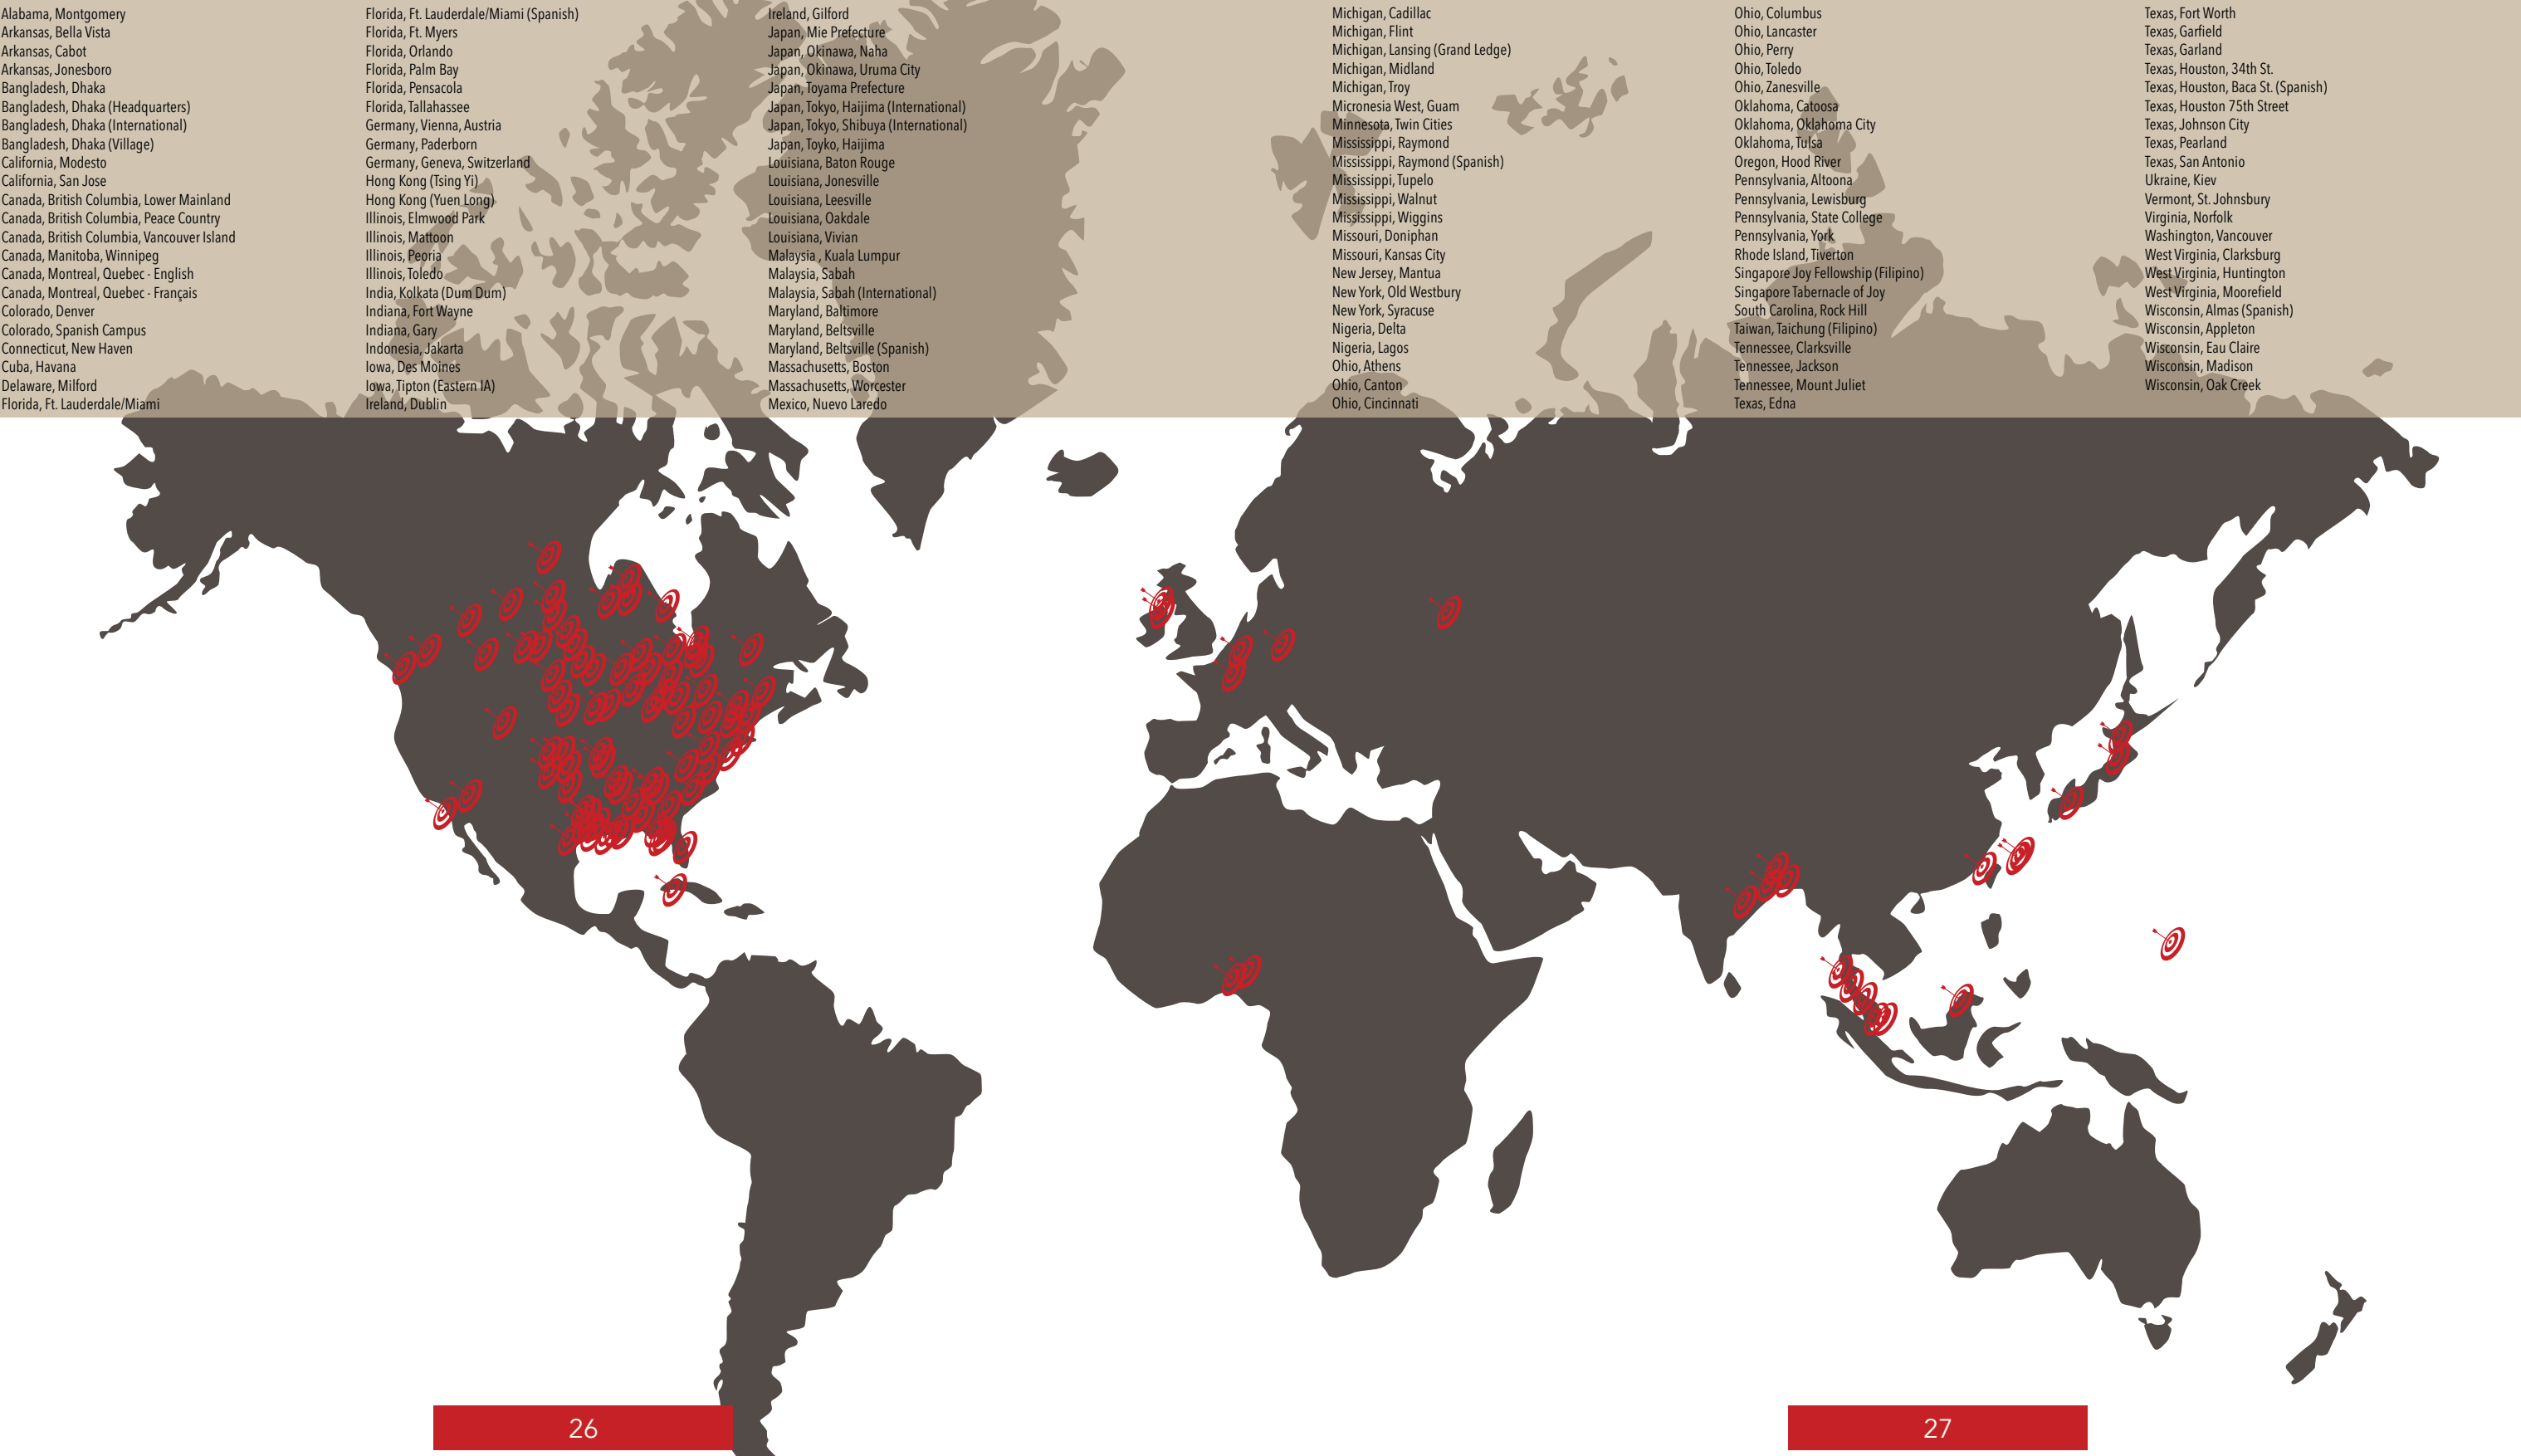 Alabama, Montgomery
Arkansas, Bella Vista
Arkansas, Cabot
Arkansas, Jonesboro
Bangladesh, Dhaka
Bangladesh, Dhaka (Headquarters)
Bangladesh, Dhaka (International)
Bangladesh, Dhaka (Village)
California, Modesto
California, San Jose
Canada, British Columbia, Lower Mainland
Canada, British Columbia, Peace Country
Canada, British Columbia, Vancouver Island
Canada, Manitoba, Winnipeg
Canada, Montreal, Quebec - English
Canada, Montreal, Quebec - Français
Colorado, Denver
Colorado, Spanish Campus
Connecticut, New Haven
Cuba, Havana
Delaware, Milford
Florida, Ft. Lauderdale/Miami
Florida, Ft. Lauderdale/Miami (Spanish)
Florida, Ft. Myers
Florida, Orlando
Florida, Palm Bay
Florida, Pensacola
Florida, Tallahassee
Germany, Vienna, Austria
Germany, Paderborn
Germany, Geneva, Switzerland
Hong Kong (Tsing Yi)
Hong Kong (Yuen Long)
Illinois, Elmwood Park
Illinois, Mattoon
Illinois, Peoria
Illinois, Toledo
India, Kolkata (Dum Dum)
Indiana, Fort Wayne
Indiana, Gary
Indonesia, Jakarta
Iowa, Des Moines
Iowa, Tipton (Eastern IA)
Ireland, Dublin
Ireland, Gilford
Japan, Mie Prefecture
Japan, Okinawa, Naha
Japan, Okinawa, Uruma City
Japan, Toyama Prefecture
Japan, Tokyo, Haijima (International)
Japan, Tokyo, Shibuya (International)
Japan, Toyko, Haijima
Louisiana, Baton Rouge
Louisiana, Jonesville
Louisiana, Leesville
Louisiana, Oakdale
Louisiana, Vivian
Malaysia , Kuala Lumpur
Malaysia, Sabah
Malaysia, Sabah (International)
Maryland, Baltimore
Maryland, Beltsville
Maryland, Beltsville (Spanish)
Massachusetts, Boston
Massachusetts, Worcester
Mexico, Nuevo Laredo
Michigan, Cadillac
Michigan, Flint
Michigan, Lansing (Grand Ledge)
Michigan, Midland
Michigan, Troy
Micronesia West, Guam
Minnesota, Twin Cities
Mississippi, Raymond
Mississippi, Raymond (Spanish)
Mississippi, Tupelo
Mississippi, Walnut
Mississippi, Wiggins
Missouri, Doniphan
Missouri, Kansas City
New Jersey, Mantua
New York, Old Westbury
New York, Syracuse
Nigeria, Delta
Nigeria, Lagos
Ohio, Athens
Ohio, Canton
Ohio, Cincinnati
Ohio, Columbus
Ohio, Lancaster
Ohio, Perry
Ohio, Toledo
Ohio, Zanesville
Oklahoma, Catoosa
Oklahoma, Oklahoma City
Oklahoma, Tulsa
Oregon, Hood River
Pennsylvania, Altoona
Pennsylvania, Lewisburg
Pennsylvania, State College
Pennsylvania, York
Rhode Island, Tiverton
Singapore Joy Fellowship (Filipino)
Singapore Tabernacle of Joy
South Carolina, Rock Hill
Taiwan, Taichung (Filipino)
Tennessee, Clarksville
Tennessee, Jackson
Tennessee, Mount Juliet
Texas, Edna
Texas, Fort Worth
Texas, Garfield
Texas, Garland
Texas, Houston, 34th St.
Texas, Houston, Baca St. (Spanish)
Texas, Houston 75th Street
Texas, Johnson City
Texas, Pearland
Texas, San Antonio
Ukraine, Kiev
Vermont, St. Johnsbury
Virginia, Norfolk
Washington, Vancouver
West Virginia, Clarksburg
West Virginia, Huntington
West Virginia, Moorefield
Wisconsin, Almas (Spanish)
Wisconsin, Appleton
Wisconsin, Eau Claire
Wisconsin, Madison
Wisconsin, Oak Creek
26
27